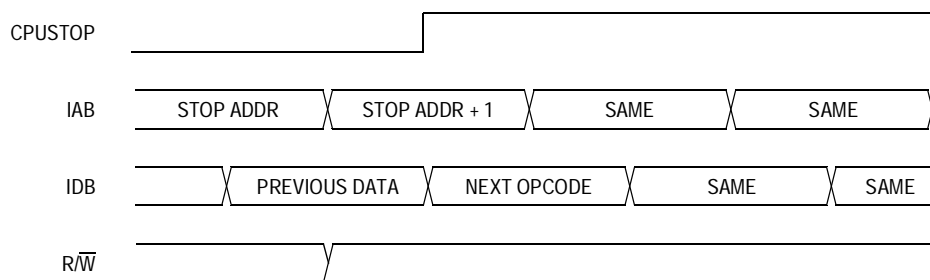 CPUSTOP
IAB STOP ADDR STOP ADDR + 1 SAME SAME
IDB PREVIOUS DATA NEXT OPCODE SAME SAME
R/W̅